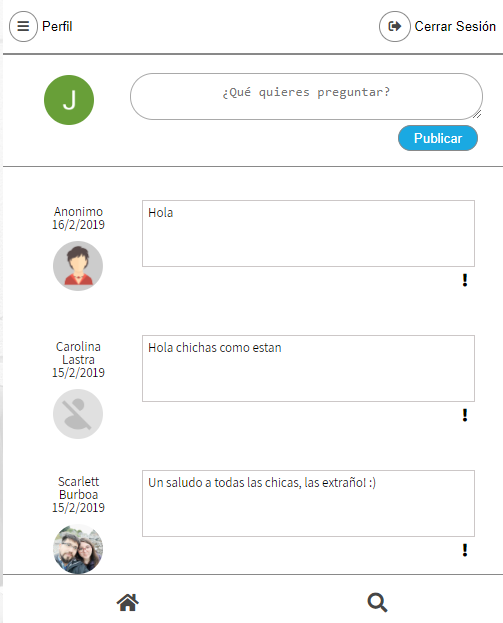 Perfil
Cerrar Sesión
J
¿Qué quieres preguntar?
Publicar
Anonimo
16/2/2019
Hola
Carolina
Lastra
15/2/2019
Hola chichas como estan
Scarlett
Burboa
15/2/2019
Un saludo a todas las chicas, las extraño! :)